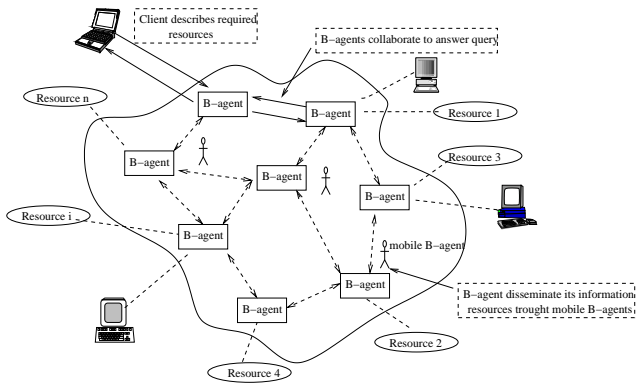 Client describes required
resources
B−agents collaborate to answer query
Resource n
B−agent
B−agent
Resource 1
B−agent
B−agent
Resource 3
B−agent
Resource i
B−agent
mobile B−agent
B−agent
B−agent disseminate its information
resources trought mobile B−agents
B−agent
Resource 2
Resource 4